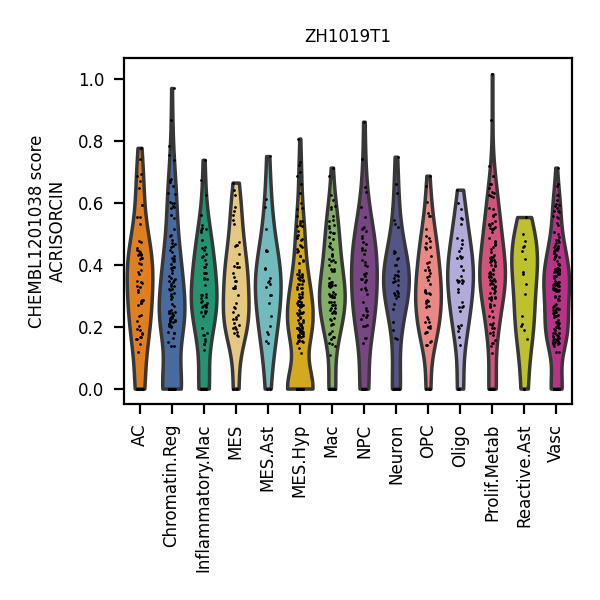 ZH1019T1
CHEMBL1201038 score
ACRISORCIN
1.0
0.8
0.6
0.4
0.2
0.0
AC
Chromatin.Reg
Inflammatory.Mac
MES
MES.Ast
MES.Hyp
Mac
NPC
Neuron
OPC
Oligo
Prolif.Metab
Reactive.Ast
Vasc